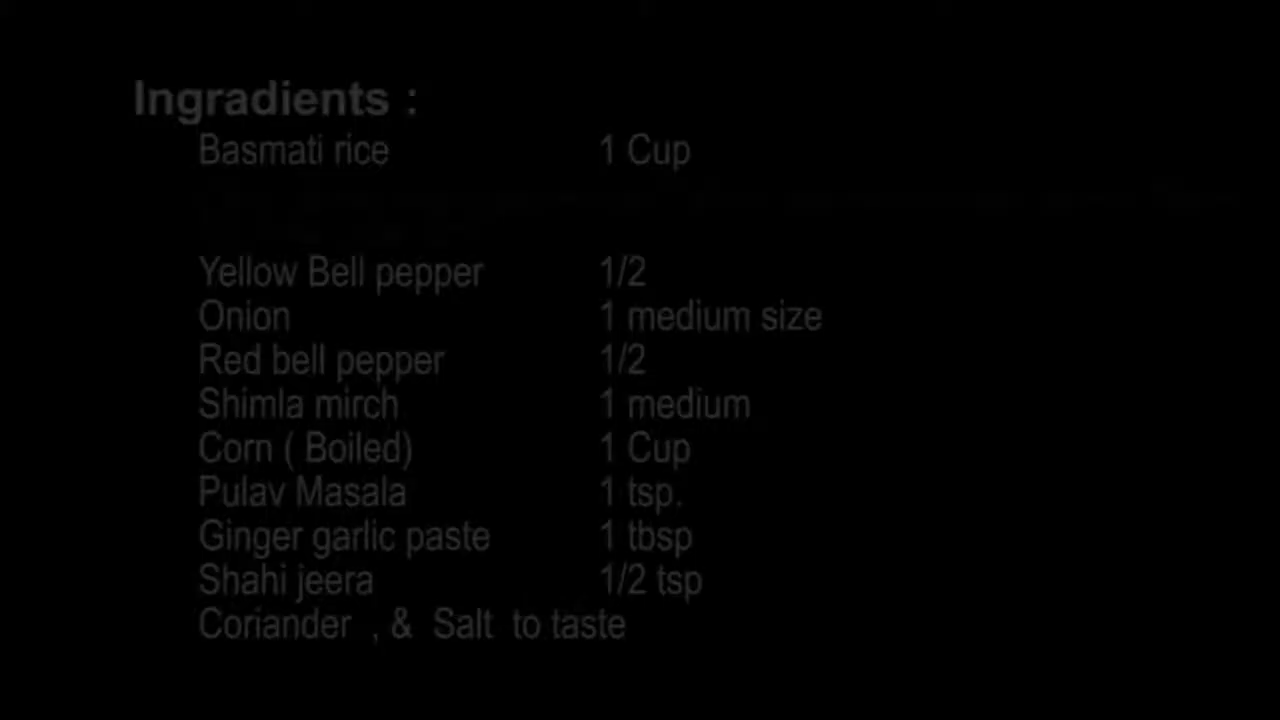 Ingradients :
Basmati rice 1 Cup
Yellow Bell pepper 1/2
Onion 1 medium size
Red bell pepper 1/2
Shimla mirch 1 medium
Corn ( Boiled) 1 Cup
Pulav Masala 1 tsp.
Ginger garlic paste 1 tbsp
Shahi jeera 1/2 tsp
Coriander , & Salt to taste